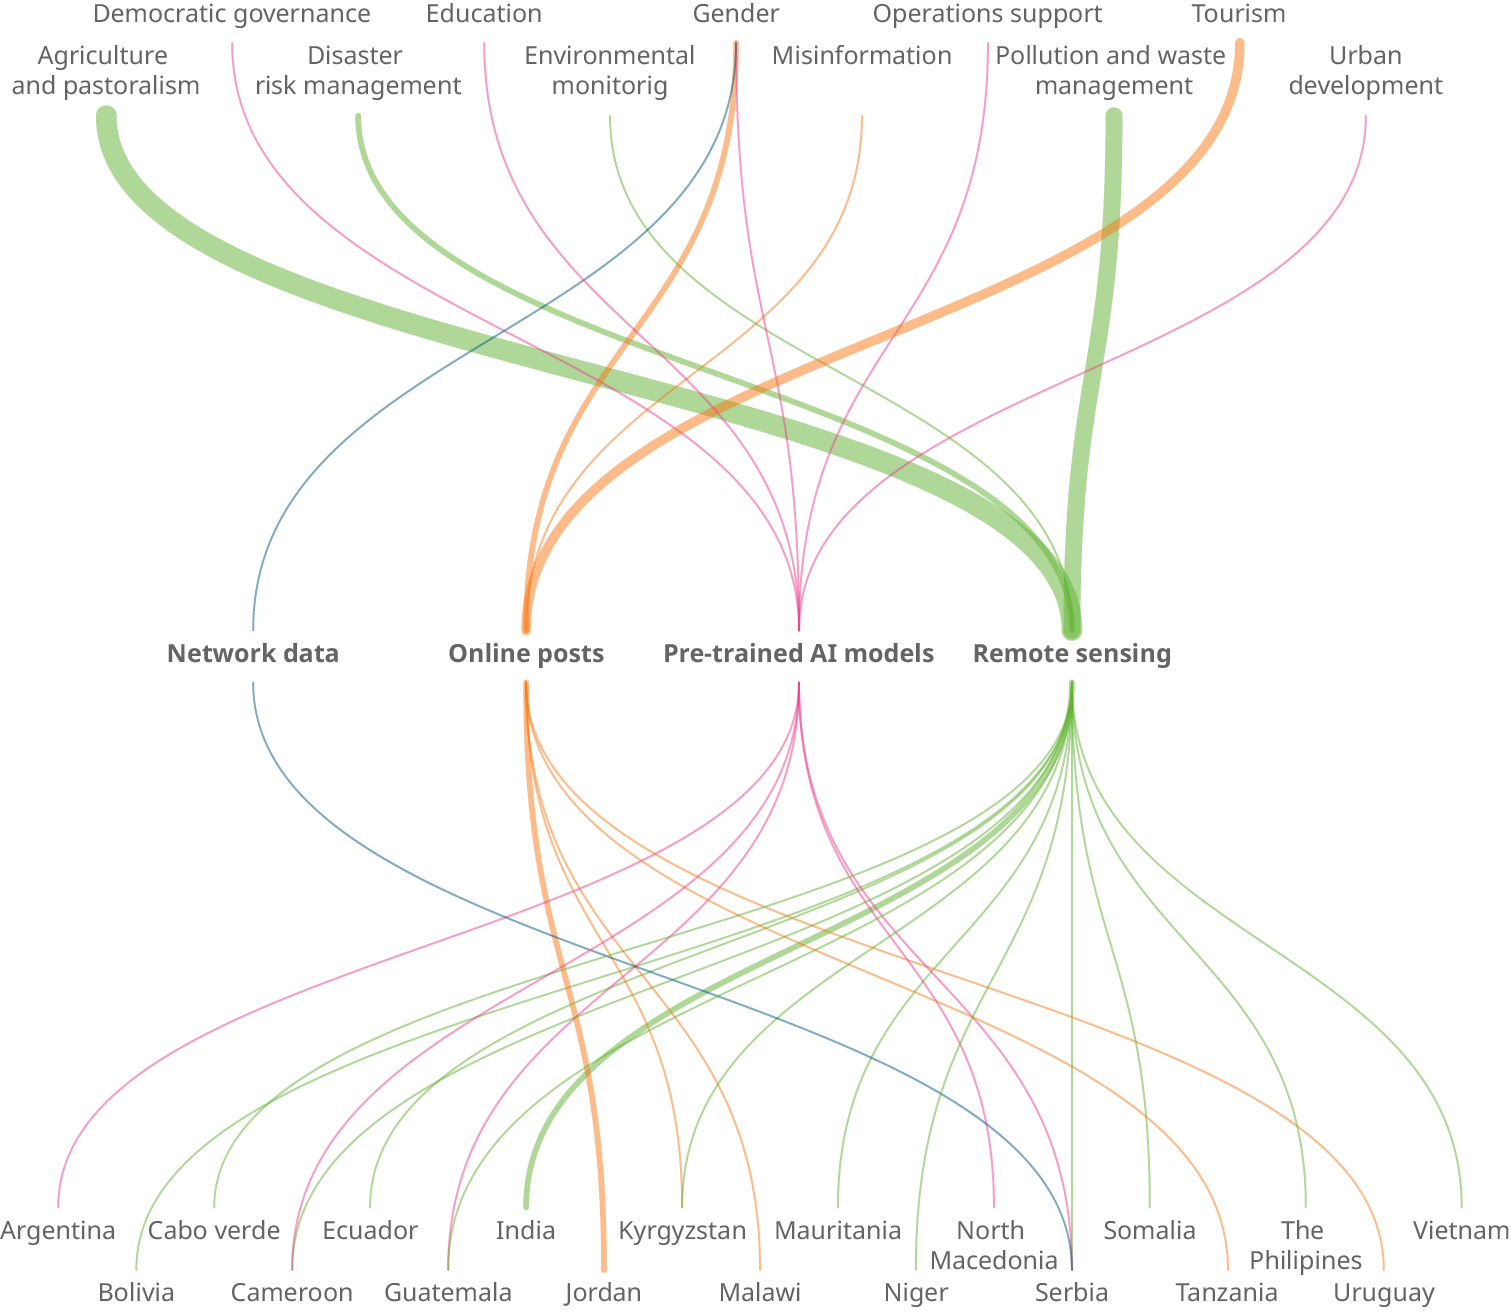 Democratic governance
Education
Gender
Operations support
Tourism
Agriculture
and pastoralism
Disaster
risk management
Environmental
monitorig
Misinformation
Pollution and waste
management
Urban
development
Network data
Online posts
Pre-trained AI models
Remote sensing
Argentina
Cabo verde
Ecuador
India
Kyrgyzstan
Mauritania
North
Macedonia
Somalia
The
Philipines
Vietnam
Bolivia
Cameroon
Guatemala
Jordan
Malawi
Niger
Serbia
Tanzania
Uruguay